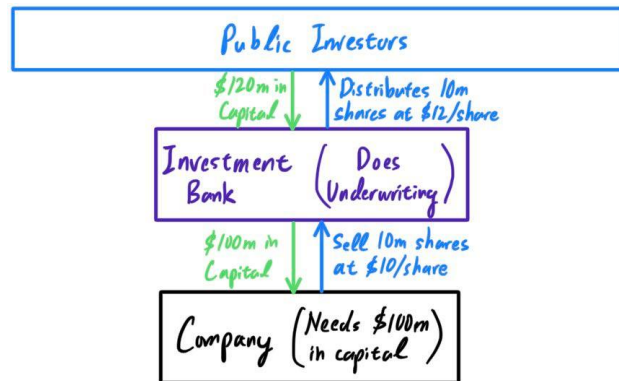 Public Investors
$120m in
Capital
Distributes 10m
shares at $12/share
Investment
Bank
(Does
Underwriting)
$100m in
Capital
Sell 10m shares
at $10/share
Company
(Needs $100m
in capital)